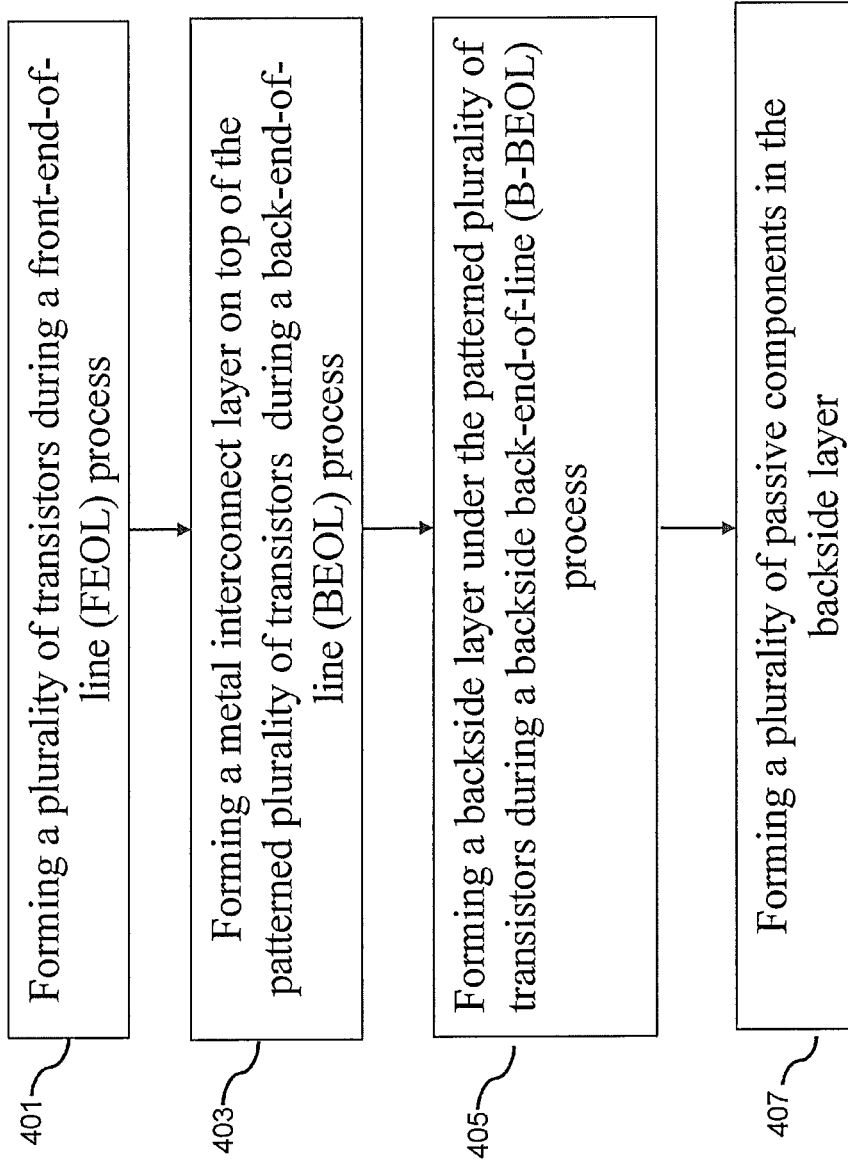 401
Forming a plurality of transistors during a front-end-of-
line (FEOL) process
403
Forming a metal interconnect layer on top of the
patterned plurality of transistors during a back-end-of-
line (BEOL) process
405
Forming a backside layer under the patterned plurality of
transistors during a backside back-end-of-line (B-BEOL)
process
407
Forming a plurality of passive components in the
backside layer